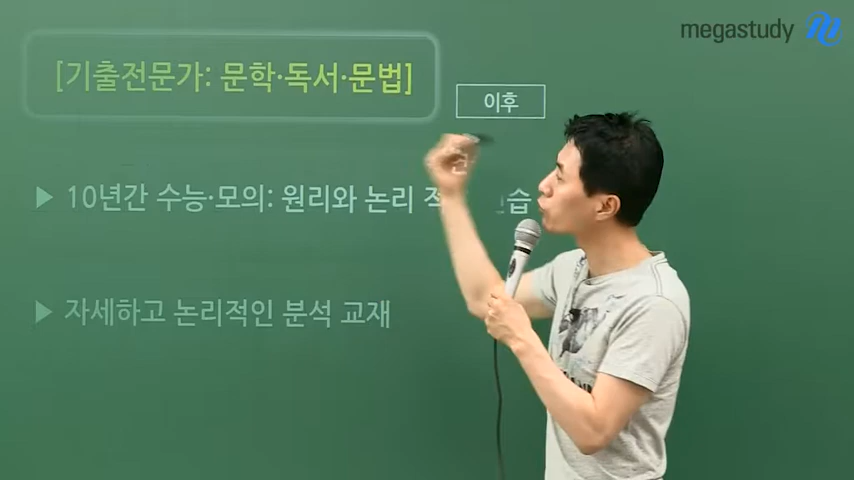 megastudy
[기출전문가: 문학·독서·문법]
이후
▶ 10년간 수능·모의: 원리와 논리
▶ 자세하고 논리적인 분석 교재